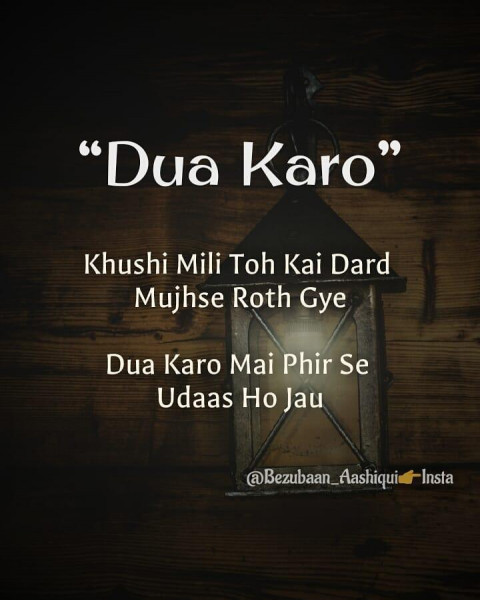 “Dua Karo”
Khushi Mili Toh Kai Dard
Mujhse Roth Gye
Dua Karo Mai Phir Se
Udaas Ho Jau
@Bezubaan_Aashiqui👉Insta